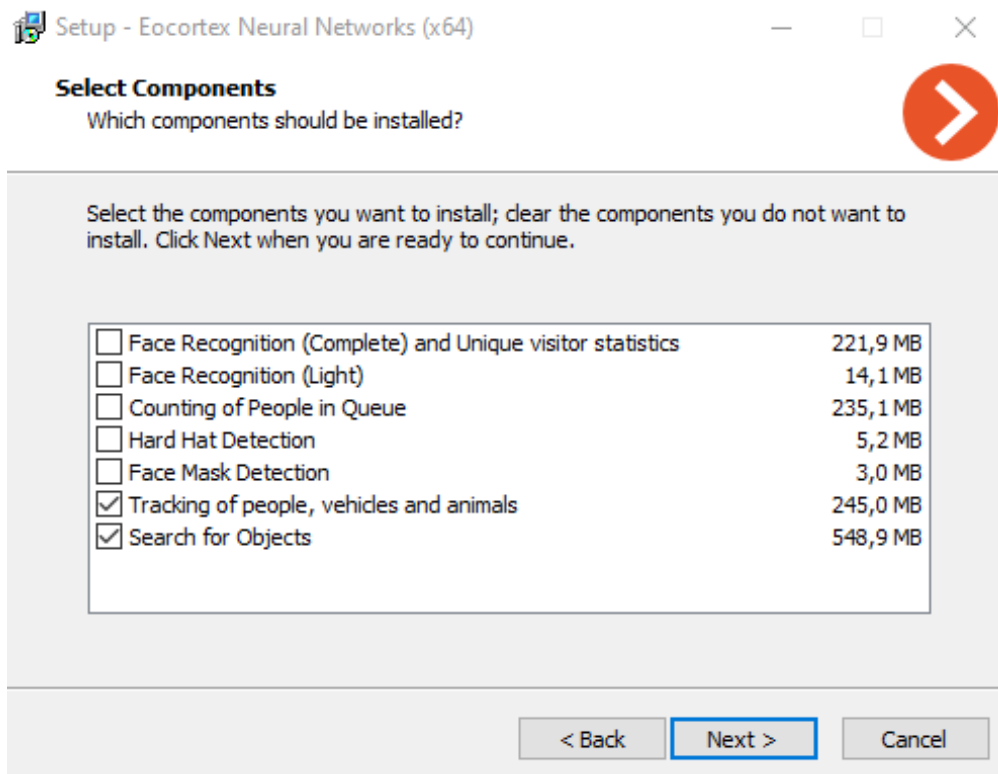 Setup - Eocortex Neural Networks (x64)
Select Components
Which components should be installed?
Select the components you want to install; clear the components you do not want to
install. Click Next when you are ready to continue.
Face Recognition (Complete) and Unique visitor statistics 221,9 MB
Face Recognition (Light) 14,1 MB
Counting of People in Queue 235,1 MB
Hard Hat Detection 5,2 MB
Face Mask Detection 3,0 MB
Tracking of people, vehicles and animals 245,0 MB
Search for Objects 548,9 MB
< Back Next > Cancel